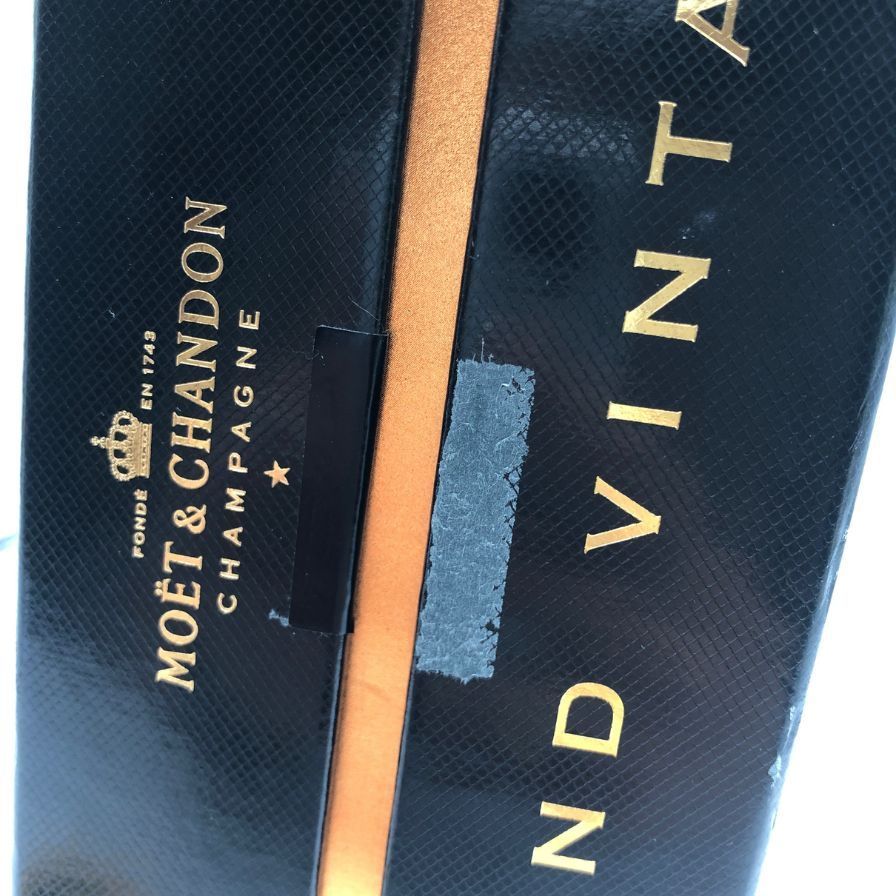 FONDÉ EN 1743
MOËT & CHANDON
CHAMPAGNE
ND VINTA